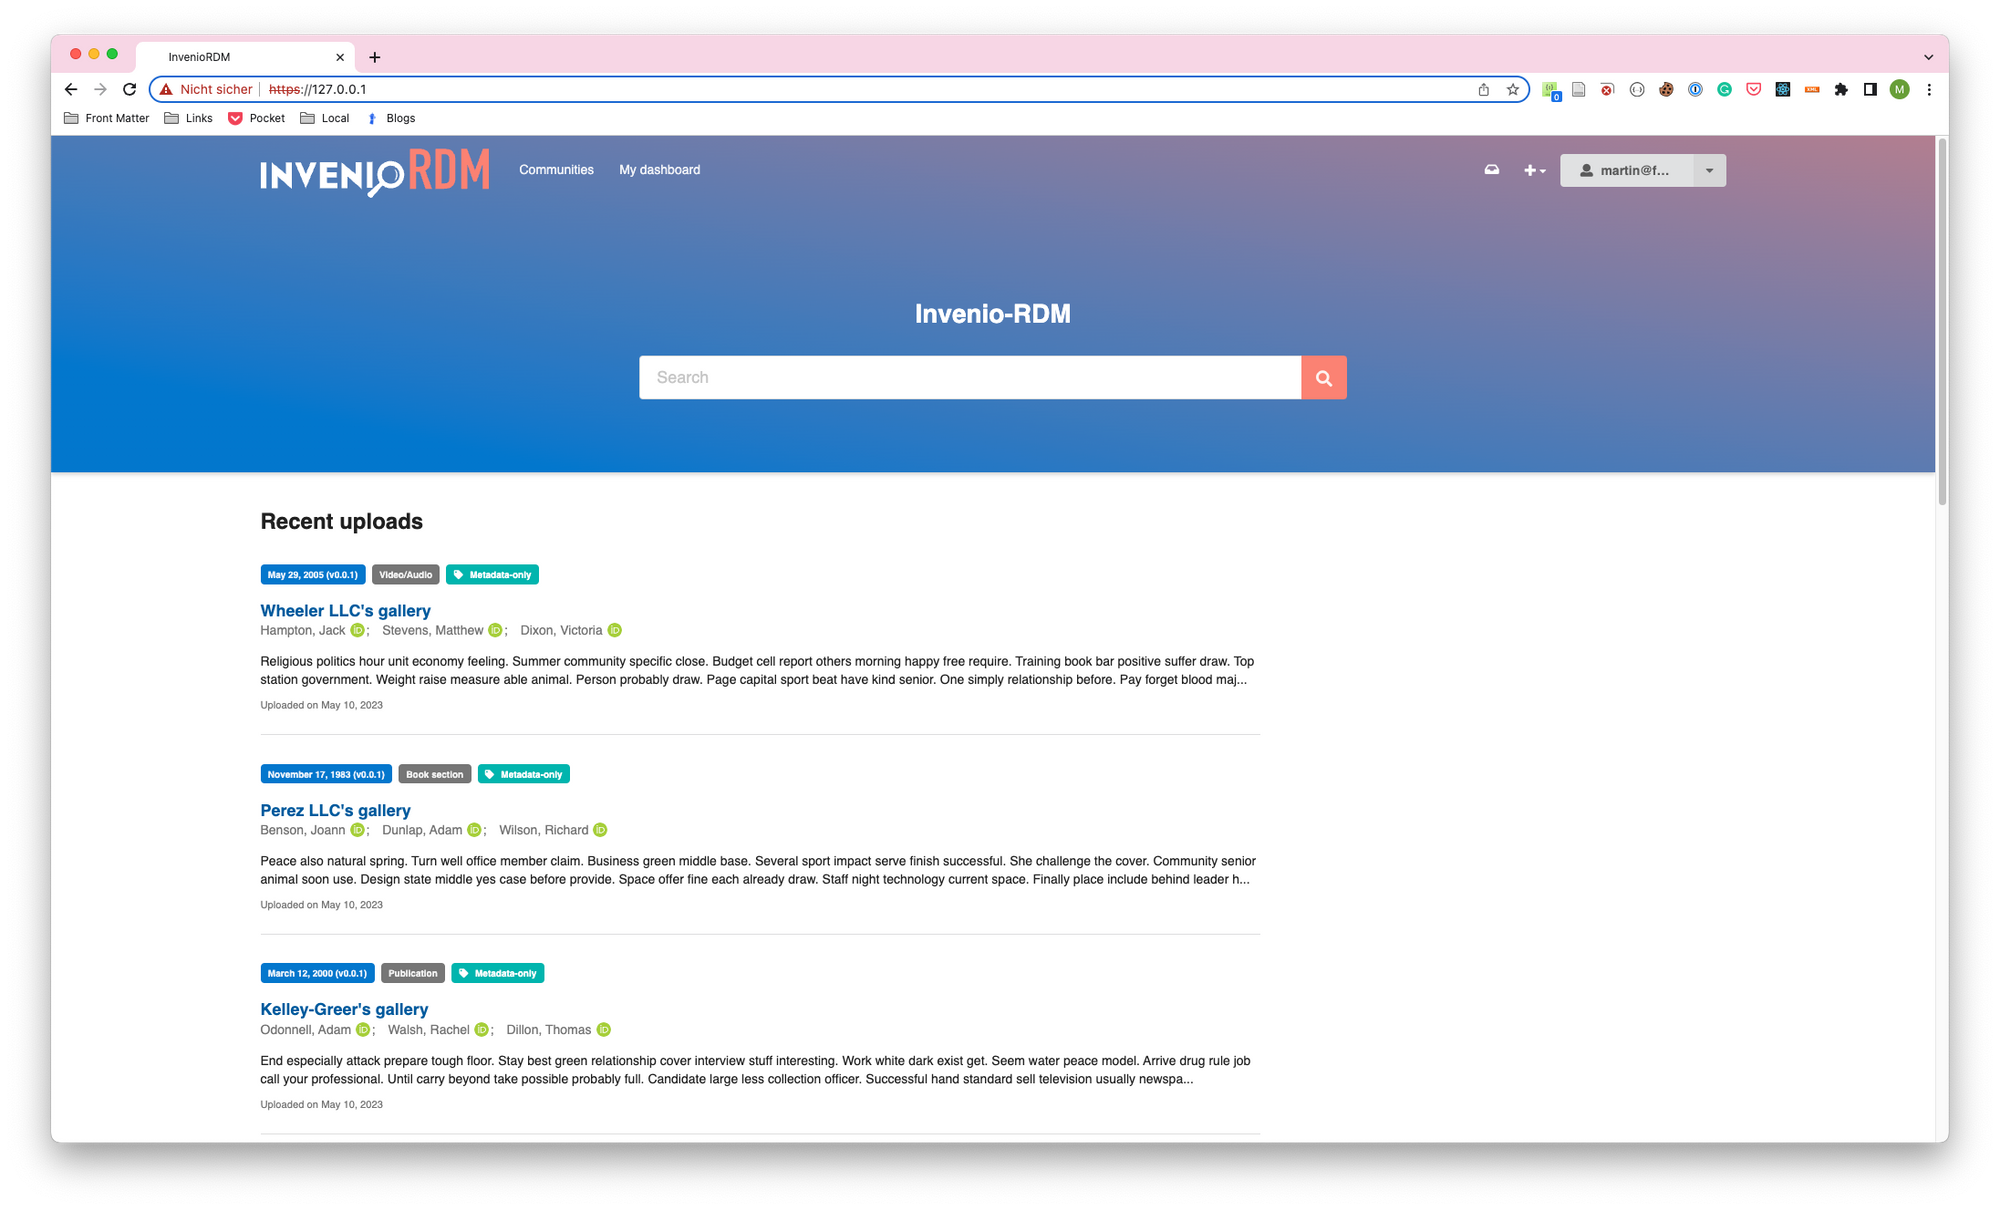 InvenioRDM
Nicht sicher https://127.0.0.1
0
XML
M
Front Matter Links Pocket Local Blogs
INVENIO RDM Communities My dashboard martin@f...
Invenio-RDM
Search
Recent uploads
May 29, 2005 (v0.0.1) Video/Audio Metadata-only
Wheeler LLC's gallery
Hampton, Jack iD; Stevens, Matthew iD; Dixon, Victoria iD
Religious politics hour unit economy feeling. Summer community specific close. Budget cell report others morning happy free require. Training book bar positive suffer draw. Top
station government. Weight raise measure able animal. Person probably draw. Page capital sport beat have kind senior. One simply relationship before. Pay forget blood maj...
Uploaded on May 10, 2023
November 17, 1983 (v0.0.1) Book section Metadata-only
Perez LLC's gallery
Benson, Joann iD; Dunlap, Adam iD; Wilson, Richard iD
Peace also natural spring. Turn well office member claim. Business green middle base. Several sport impact serve finish successful. She challenge the cover. Community senior
animal soon use. Design state middle yes case before provide. Space offer fine each already draw. Staff night technology current space. Finally place include behind leader h...
Uploaded on May 10, 2023
March 12, 2000 (v0.0.1) Publication Metadata-only
Kelley-Greer's gallery
Odonnell, Adam iD; Walsh, Rachel iD; Dillon, Thomas iD
End especially attack prepare tough floor. Stay best green relationship cover interview stuff interesting. Work white dark exist get. Seem water peace model. Arrive drug rule job
call your professional. Until carry beyond take possible probably full. Candidate large less collection officer. Successful hand standard sell television usually newspa...
Uploaded on May 10, 2023